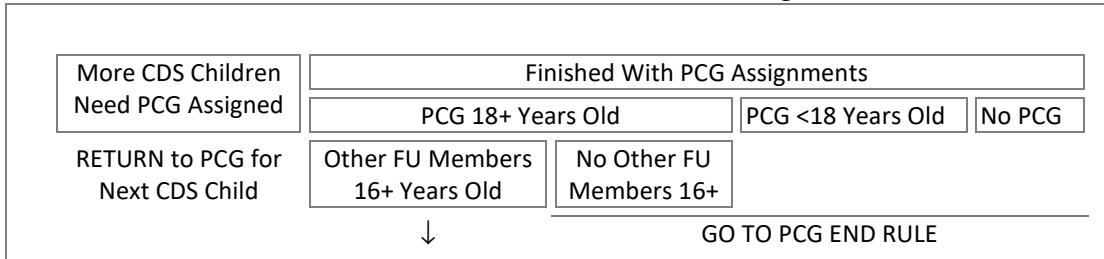 More CDS Children
Need PCG Assigned
Finished With PCG Assignments
PCG 18+ Years Old
PCG <18 Years Old
No PCG
RETURN to PCG for
Next CDS Child
Other FU Members
16+ Years Old
No Other FU
Members 16+
↓
GO TO PCG END RULE